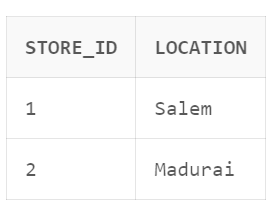 STORE_ID LOCATION
1 Salem
2 Madurai